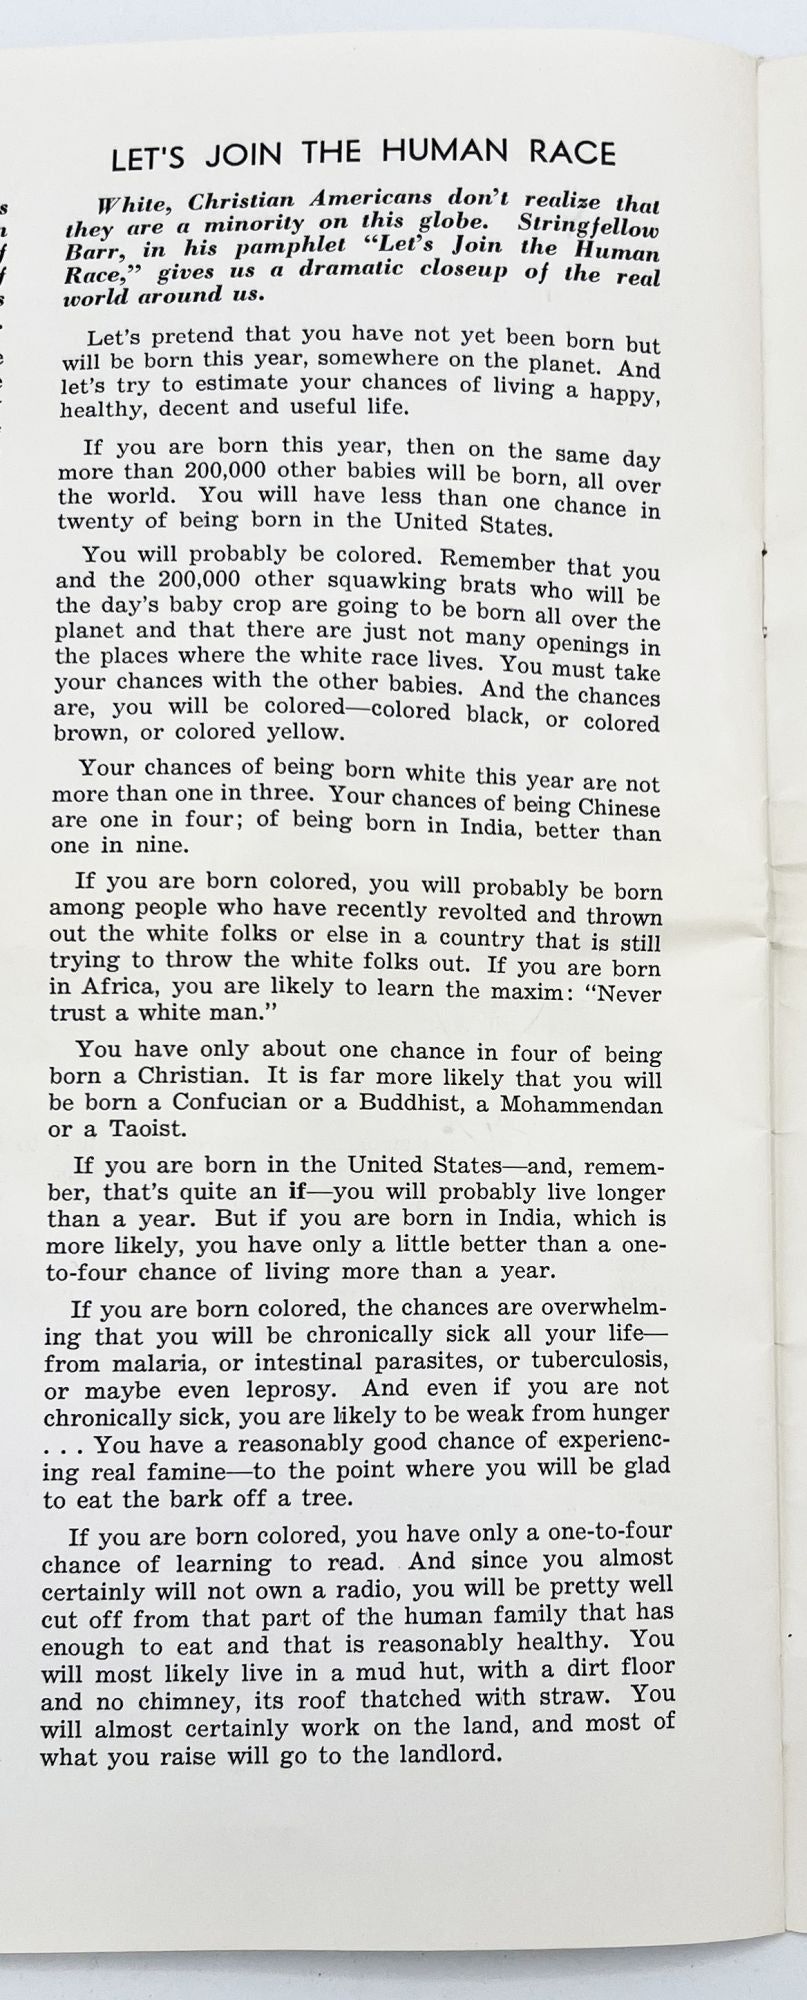 LET'S JOIN THE HUMAN RACE
White, Christian Americans don't realize that
they are a minority on this globe. Stringfellow
Barr, in his pamphlet "Let's Join the Human
Race," gives us a dramatic closeup of the real
world around us.
Let's pretend that you have not yet been born but
will be born this year, somewhere on the planet. And
let's try to estimate your chances of living a happy,
healthy, decent and useful life.
If you are born this year, then on the same day
more than 200,000 other babies will be born, all over
the world. You will have less than one chance in
twenty of being born in the United States.
You will probably be colored. Remember that you
and the 200,000 other squawking brats who will be
the day's baby crop are going to be born all over the
planet and that there are just not many openings in
the places where the white race lives. You must take
your chances with the other babies. And the chances
are, you will be colored—colored black, or colored
brown, or colored yellow.
Your chances of being born white this year are not
more than one in three. Your chances of being Chinese
are one in four; of being born in India, better than
one in nine.
If you are born colored, you will probably be born
among people who have recently revolted and thrown
out the white folks or else in a country that is still
trying to throw the white folks out. If you are born
in Africa, you are likely to learn the maxim: "Never
trust a white man."
You have only about one chance in four of being
born a Christian. It is far more likely that you will
be born a Confucian or a Buddhist, a Mohammendan
or a Taoist.
If you are born in the United States—and, remem-
ber, that's quite an if—you will probably live longer
than a year. But if you are born in India, which is
more likely, you have only a little better than a one-
to-four chance of living more than a year.
If you are born colored, the chances are overwhelm-
ing that you will be chronically sick all your life—
from malaria, or intestinal parasites, or tuberculosis,
or maybe even leprosy. And even if you are not
chronically sick, you are likely to be weak from hunger
. . . You have a reasonably good chance of experienc-
ing real famine—to the point where you will be glad
to eat the bark off a tree.
If you are born colored, you have only a one-to-four
chance of learning to read. And since you almost
certainly will not own a radio, you will be pretty well
cut off from that part of the human family that has
enough to eat and that is reasonably healthy. You
will most likely live in a mud hut, with a dirt floor
and no chimney, its roof thatched with straw. You
will almost certainly work on the land, and most of
what you raise will go to the landlord.